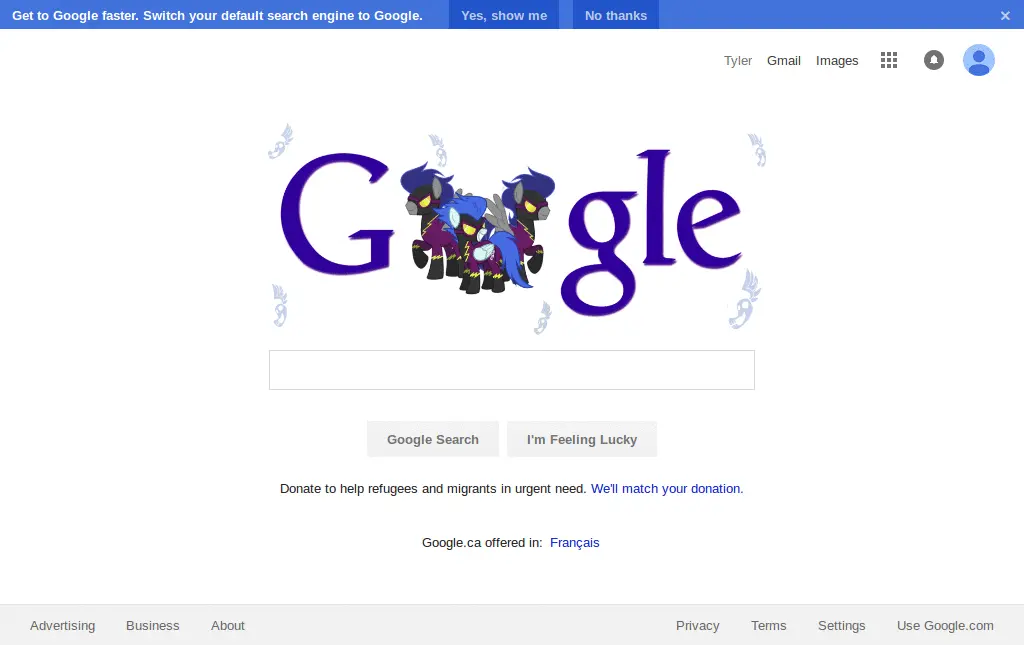 Get to Google faster. Switch your default search engine to Google. Yes, show me No thanks ×
Tyler Gmail Images
Google
Google Search I'm Feeling Lucky
Donate to help refugees and migrants in urgent need. We'll match your donation.
Google.ca offered in: Français
Advertising Business About Privacy Terms Settings Use Google.com